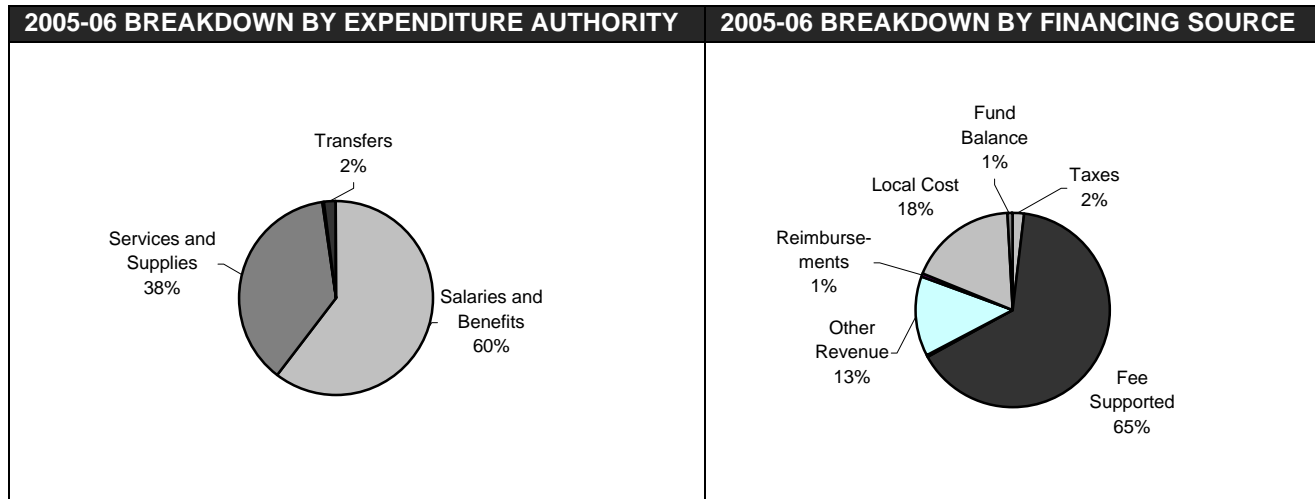 2005-06 BREAKDOWN BY EXPENDITURE AUTHORITY
Transfers
2%
Services and
Supplies
38%
Salaries and
Benefits
60%
2005-06 BREAKDOWN BY FINANCING SOURCE
Fund
Balance
1%
Taxes
2%
Local Cost
18%
Reimburse-
ments
1%
Other
Revenue
13%
Fee
Supported
65%